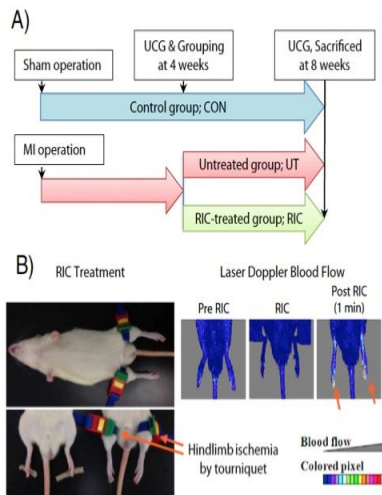 A)
Sham operation
UCG & Grouping
at 4 weeks
UCG, Sacrificed
at 8 weeks
Control group; CON
MI operation
Untreated group; UT
RIC-treated group; RIC
B)
RIC Treatment
Laser Doppler Blood Flow
Pre RIC
RIC
Post RIC
(1 min)
Hindlimb ischemia
by tourniquet
Blood flow
Colored pixel